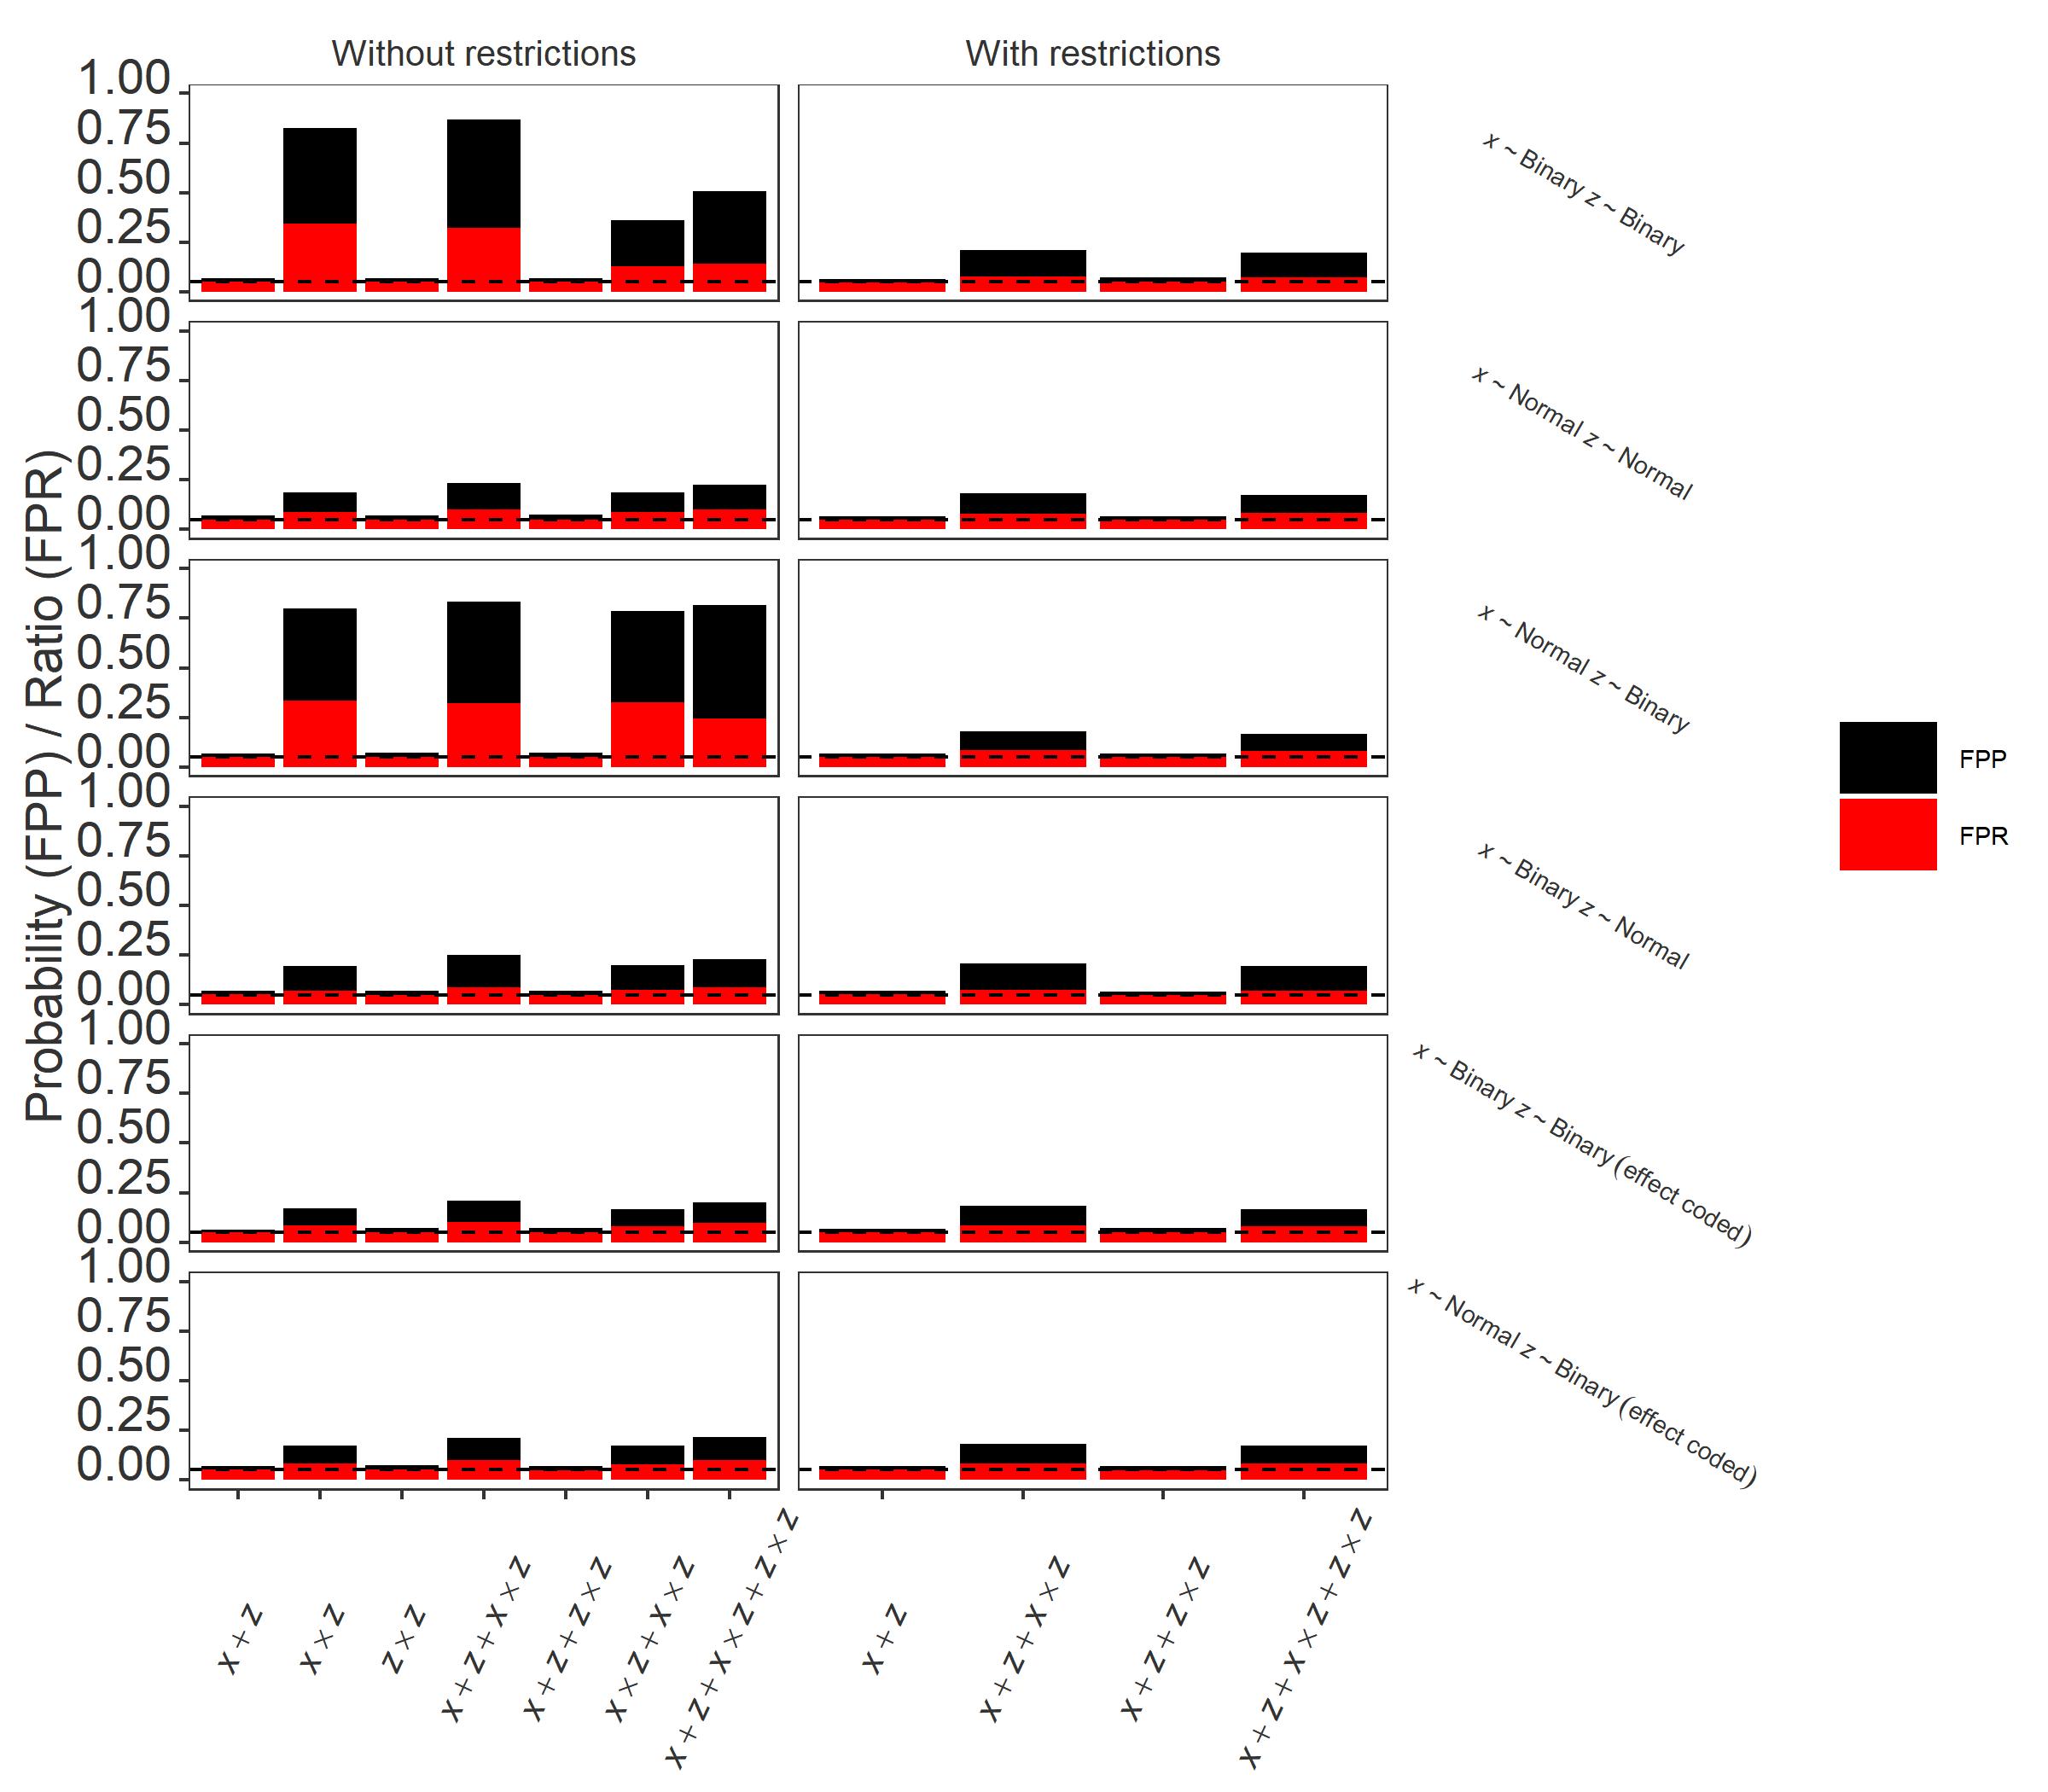 Without restrictions
With restrictions
Probability (FPP) / Ratio (FPR)
1.00
0.75
0.50
0.25
0.00
x ~ Binary z ~ Binary
1.00
0.75
0.50
0.25
0.00
x ~ Normal z ~ Normal
1.00
0.75
0.50
0.25
0.00
x ~ Normal z ~ Binary
1.00
0.75
0.50
0.25
0.00
x ~ Binary z ~ Normal
1.00
0.75
0.50
0.25
0.00
x ~ Binary z ~ Binary (effect coded)
1.00
0.75
0.50
0.25
0.00
x ~ Normal z ~ Binary (effect coded)
FPP
FPR
x + z
x × z
z × z
x + z + x × z
x + z + z × z
x × z + x × z
x + z + x × z + z × z
x + z
x + z + x × z
x + z + z × z
x + z + x × z + z × z